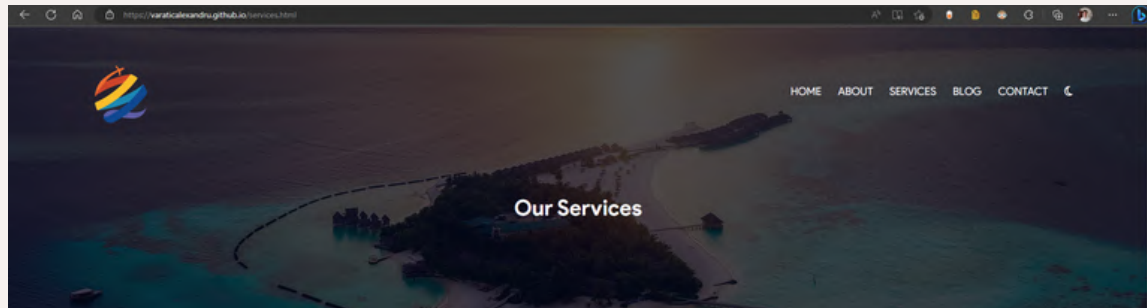 https://varaticalexandru.github.io/services.html
HOME ABOUT SERVICES BLOG CONTACT
Our Services